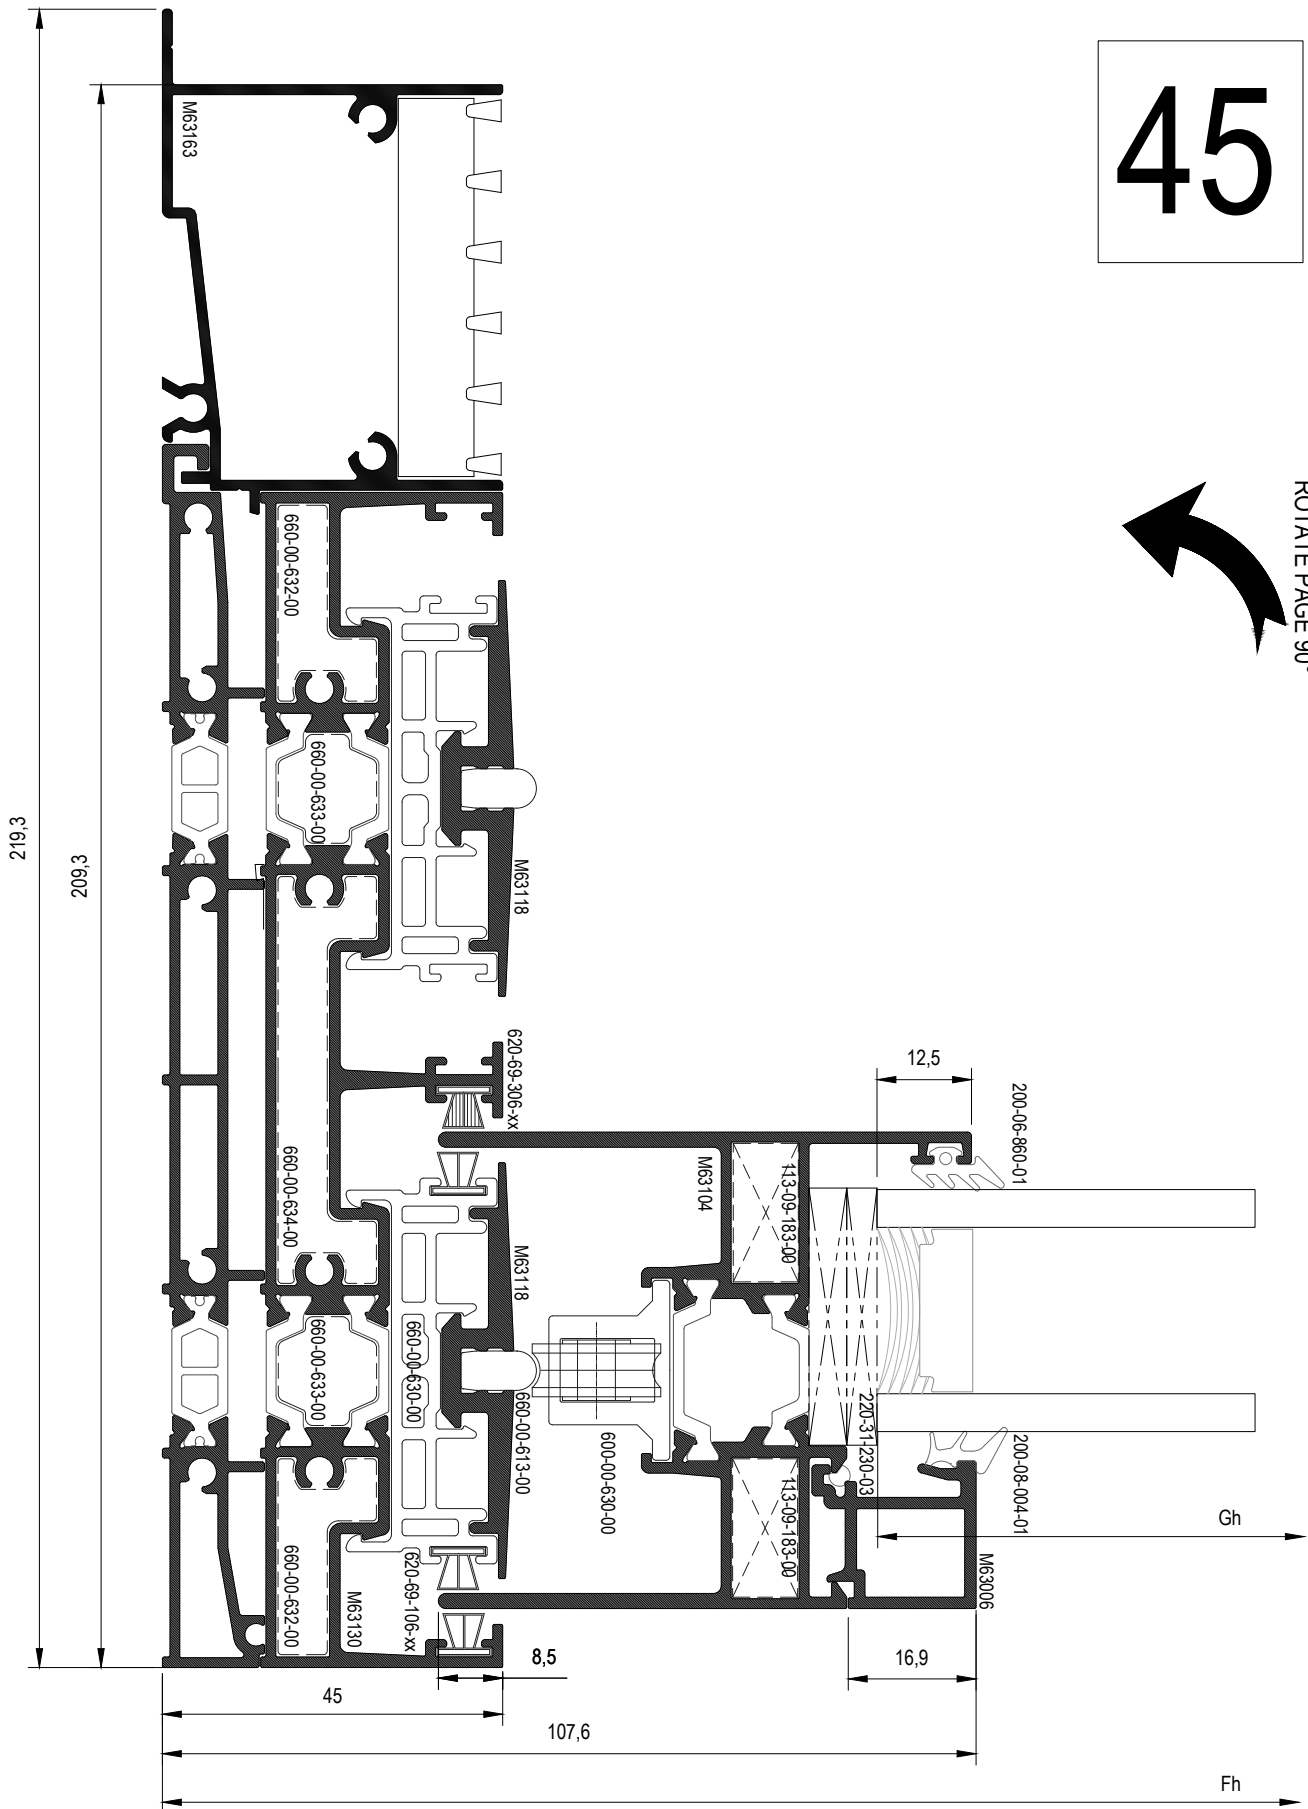 45
ROTATE PAGE 90°
M63163
219,3
209,3
660-00-632-00
660-00-633-00
M63118
620-69-306-xx
12,5
200-06-860-01
M63104
113-09-183-00
660-00-634-00
M63118
660-00-633-00
660-00-630-00
660-00-613-00
600-00-630-00
220-31-230-03
200-08-004-01
113-09-183-00
Gh
M63006
660-00-632-00
M63130
620-69-106-xx
8,5
16,9
45
107,6
Fh